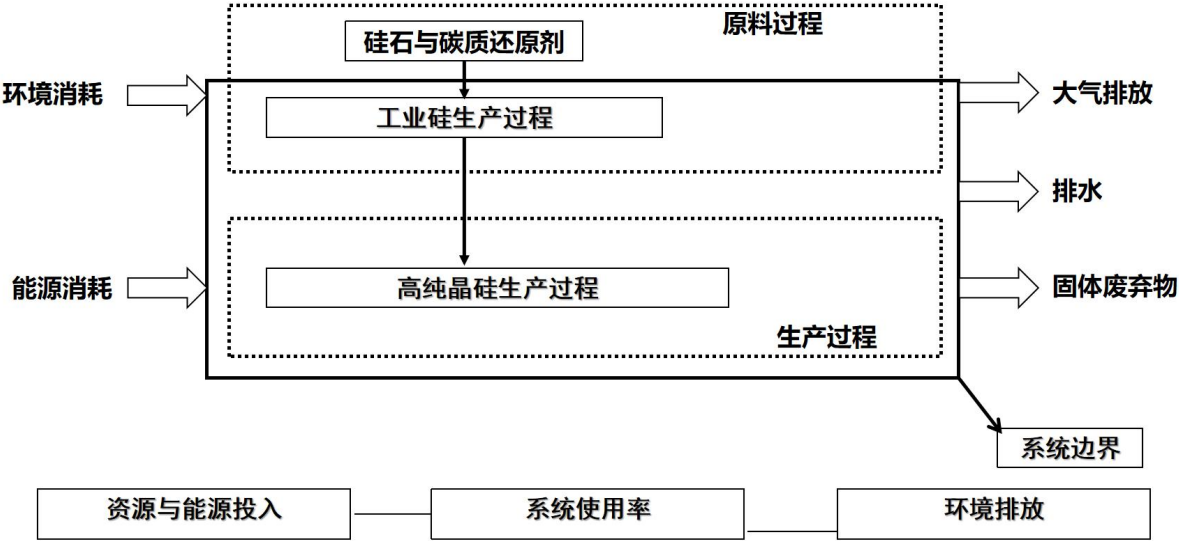 原料过程
硅石与碳质还原剂
环境消耗
大气排放
工业硅生产过程
排水
能源消耗
高纯晶硅生产过程
固体废弃物
生产过程
系统边界
资源与能源投入
系统使用率
环境排放